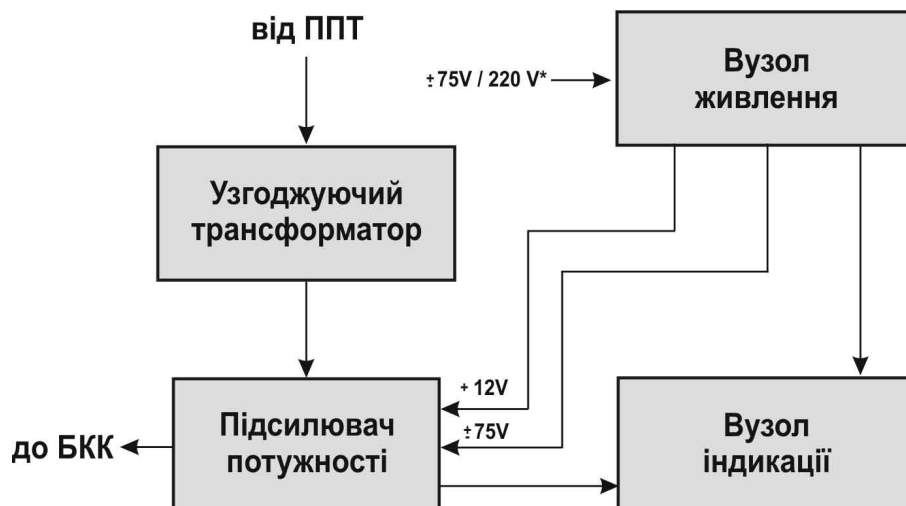 від ППТ
±75V / 220 V*
Вузол
живлення
Узгоджуючий
трансформатор
+ 12V
±75V
до БКК
Підсилювач
потужності
Вузол
індикації